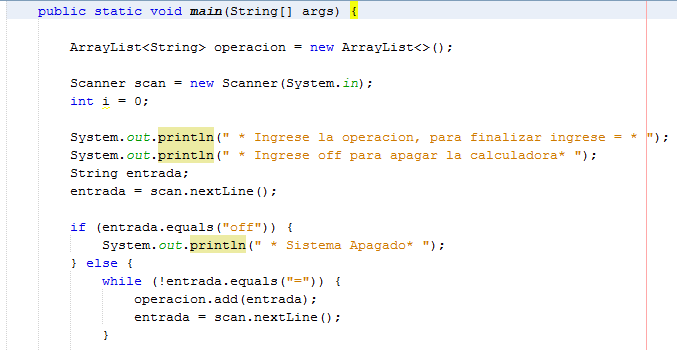 public static void main(String[] args) {
ArrayList<String> operacion = new ArrayList<>();
Scanner scan = new Scanner(System.in);
int i = 0;
System.out.println(" * Ingrese la operacion, para finalizar ingrese = * ");
System.out.println(" * Ingrese off para apagar la calculadora* ");
String entrada;
entrada = scan.nextLine();
if (entrada.equals("off")) {
System.out.println(" * Sistema Apagado* ");
} else {
while (!entrada.equals("=")) {
operacion.add(entrada);
entrada = scan.nextLine();
}